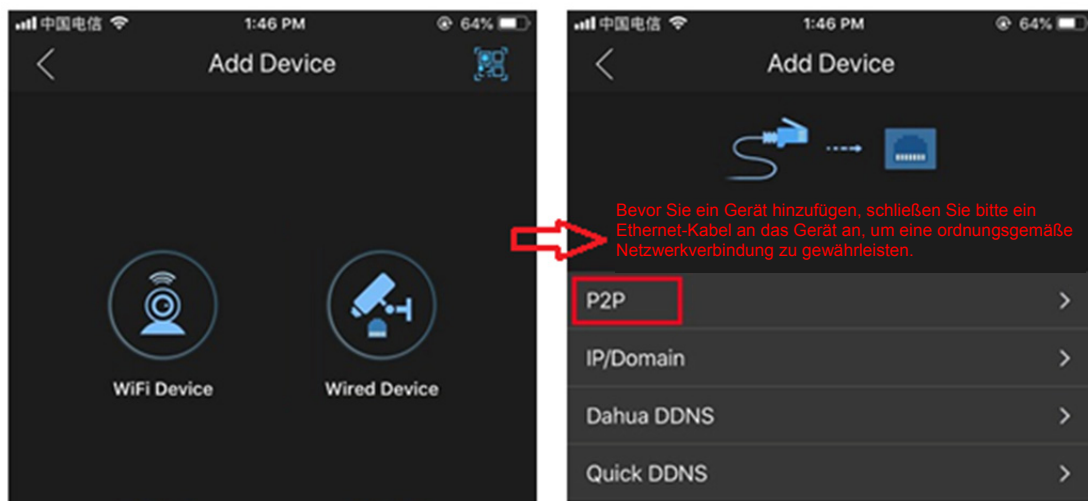 中国电信 1:46 PM 64%
Add Device
WiFi Device Wired Device
中国电信 1:46 PM 64%
Add Device
Bevor Sie ein Gerät hinzufügen, schließen Sie bitte ein
Ethernet-Kabel an das Gerät an, um eine ordnungsgemäße
Netzwerkverbindung zu gewährleisten.
P2P
IP/Domain
Dahua DDNS
Quick DDNS